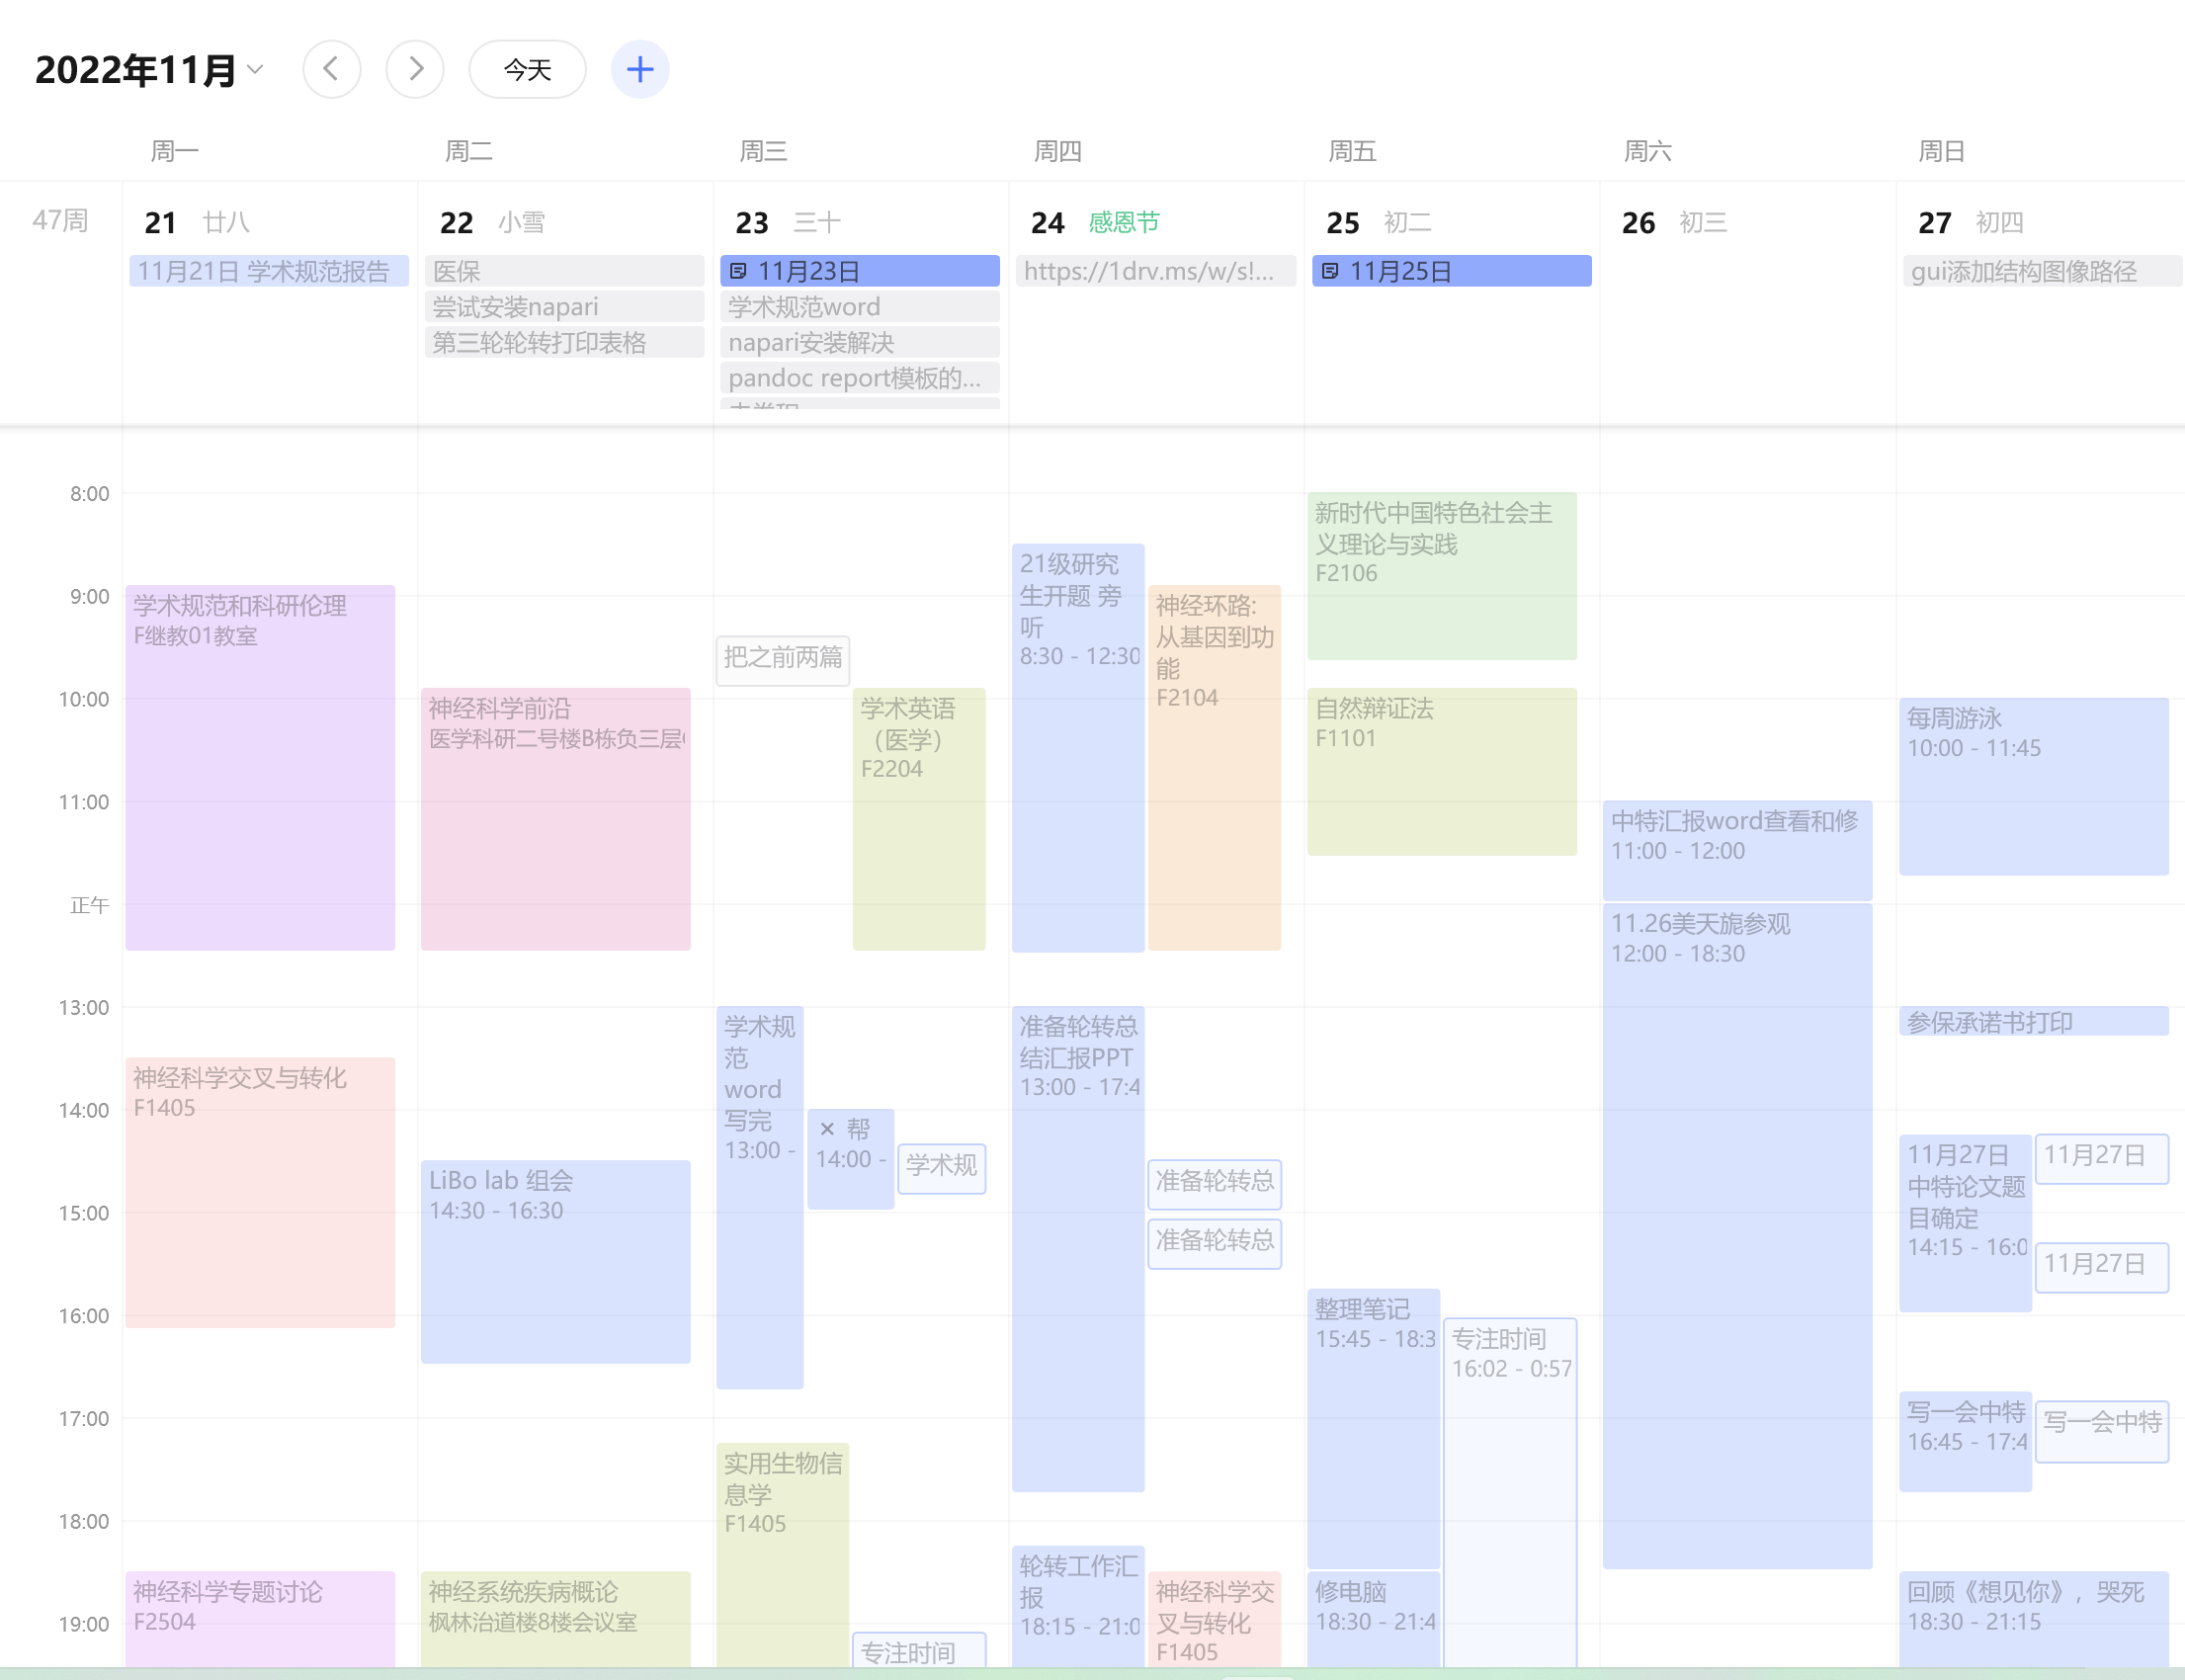 2022年11月
今天
周一
周二
周三
周四
周五
周六
周日
47周
21 廿八
22 小雪
23 三十
24 感恩节
25 初二
26 初三
27 初四
11月21日 学术规范报告
医保
尝试安装napari
第三轮轮转打印表格
11月23日
学术规范word
napari安装解决
pandoc report模板的...
https://1drv.ms/w/s!...
11月25日
gui添加结构图像路径
8:00
9:00
10:00
11:00
正午
13:00
14:00
15:00
16:00
17:00
18:00
19:00
学术规范和科研伦理
F继教01教室
神经科学交叉与转化
F1405
神经科学专题讨论
F2504
神经科学前沿
医学科研二号楼B栋负三层
LiBo lab 组会
14:30 - 16:30
神经系统疾病概论
枫林治道楼8楼会议室
把之前两篇
学术英语
（医学）
F2204
学术规
范
word
写完
13:00 -
× 帮
14:00 -
学术规
实用生物信
息学
F1405
专注时间
21级研究
生开题 旁
听
8:30 - 12:30
神经环路:
从基因到功
能
F2104
准备轮转总
结汇报PPT
13:00 - 17:4
准备轮转总
准备轮转总
轮转工作汇
报
18:15 - 21:0
神经科学交
叉与转化
F1405
新时代中国特色社会主
义理论与实践
F2106
自然辩证法
F1101
整理笔记
15:45 - 18:3
专注时间
16:02 - 0:57
修电脑
18:30 - 21:4
中特汇报word查看和修
11:00 - 12:00
11.26美天旎参观
12:00 - 18:30
每周游泳
10:00 - 11:45
参保承诺书打印
11月27日
中特论文题
目确定
14:15 - 16:0
11月27日
11月27日
写一会中特
16:45 - 17:4
写一会中特
回顾《想见你》，哭死
18:30 - 21:15